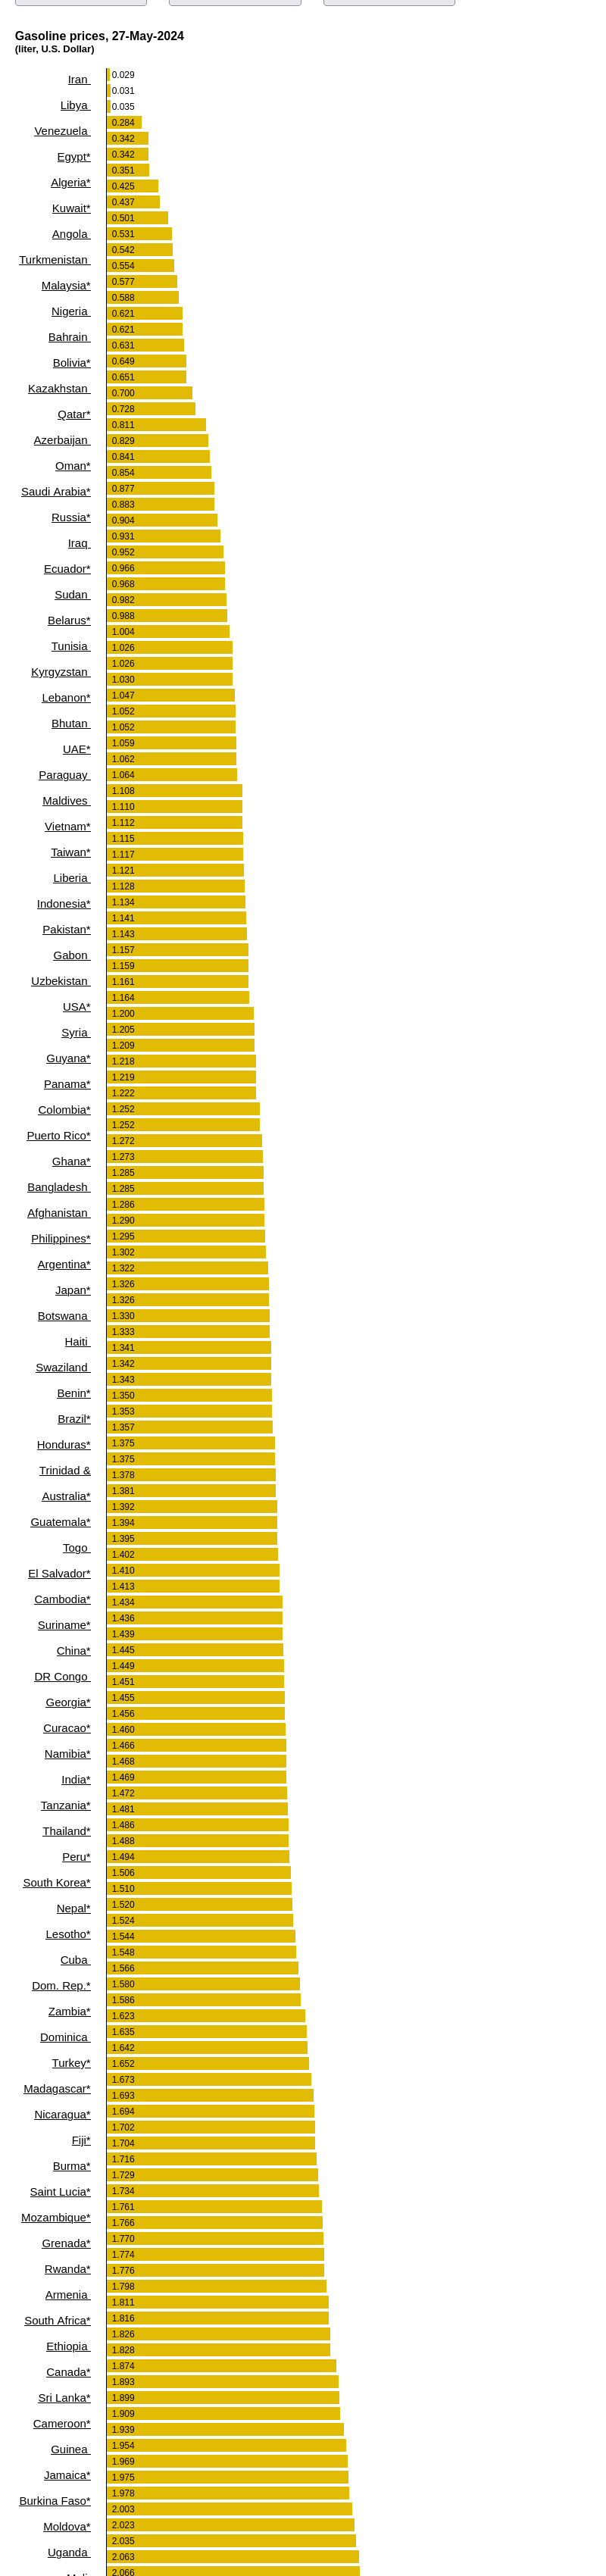 Gasoline prices, 27-May-2024
(liter, U.S. Dollar)
Iran
Libya
Venezuela
Egypt*
Algeria*
Kuwait*
Angola
Turkmenistan
Malaysia*
Nigeria
Bahrain
Bolivia*
Kazakhstan
Qatar*
Azerbaijan
Oman*
Saudi Arabia*
Russia*
Iraq
Ecuador*
Sudan
Belarus*
Tunisia
Kyrgyzstan
Lebanon*
Bhutan
UAE*
Paraguay
Maldives
Vietnam*
Taiwan*
Liberia
Indonesia*
Pakistan*
Gabon
Uzbekistan
USA*
Syria
Guyana*
Panama*
Colombia*
Puerto Rico*
Ghana*
Bangladesh
Afghanistan
Philippines*
Argentina*
Japan*
Botswana
Haiti
Swaziland
Benin*
Brazil*
Honduras*
Trinidad &
Australia*
Guatemala*
Togo
El Salvador*
Cambodia*
Suriname*
China*
DR Congo
Georgia*
Curacao*
Namibia*
India*
Tanzania*
Thailand*
Peru*
South Korea*
Nepal*
Lesotho*
Cuba
Dom. Rep.*
Zambia*
Dominica
Turkey*
Madagascar*
Nicaragua*
Fiji*
Burma*
Saint Lucia*
Mozambique*
Grenada*
Rwanda*
Armenia
South Africa*
Ethiopia
Canada*
Sri Lanka*
Cameroon*
Guinea
Jamaica*
Burkina Faso*
Moldova*
Uganda
0.029
0.031
0.035
0.284
0.342
0.342
0.351
0.425
0.437
0.501
0.531
0.542
0.554
0.577
0.588
0.621
0.621
0.631
0.649
0.651
0.700
0.728
0.811
0.829
0.841
0.854
0.877
0.883
0.904
0.931
0.952
0.966
0.968
0.982
0.988
1.004
1.026
1.026
1.030
1.047
1.052
1.052
1.059
1.062
1.064
1.108
1.110
1.112
1.115
1.117
1.121
1.128
1.134
1.141
1.143
1.157
1.159
1.161
1.164
1.200
1.205
1.209
1.218
1.219
1.222
1.252
1.252
1.272
1.273
1.285
1.285
1.286
1.290
1.295
1.302
1.322
1.326
1.326
1.330
1.333
1.341
1.342
1.343
1.350
1.353
1.357
1.375
1.375
1.378
1.381
1.392
1.394
1.395
1.402
1.410
1.413
1.434
1.436
1.439
1.445
1.449
1.451
1.455
1.456
1.460
1.466
1.468
1.469
1.472
1.481
1.486
1.488
1.494
1.506
1.510
1.520
1.524
1.544
1.548
1.566
1.580
1.586
1.623
1.635
1.642
1.652
1.673
1.693
1.694
1.702
1.704
1.716
1.729
1.734
1.761
1.766
1.770
1.774
1.776
1.798
1.811
1.816
1.826
1.828
1.874
1.893
1.899
1.909
1.939
1.954
1.969
1.975
1.978
2.003
2.023
2.035
2.063
2.066